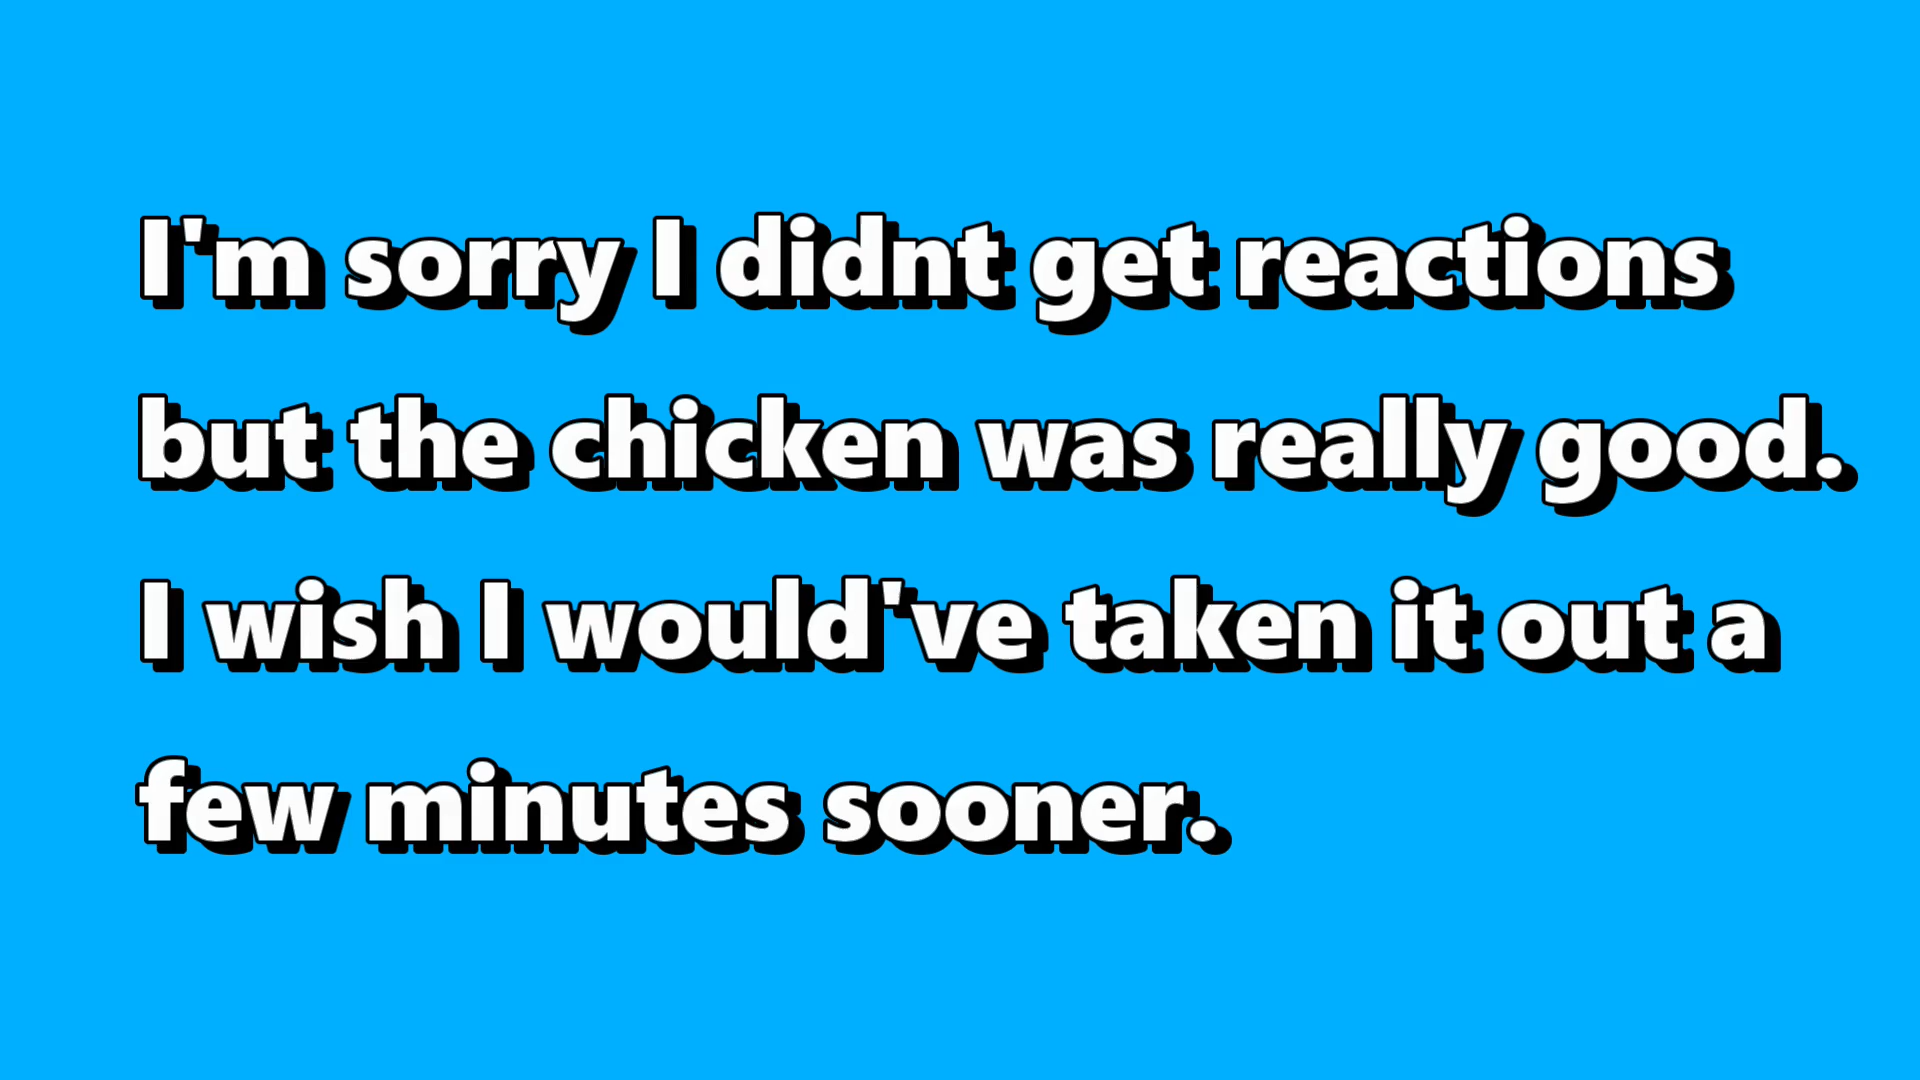 I'm sorry I didnt get reactions
but the chicken was really good.
I wish I would've taken it out a
few minutes sooner.